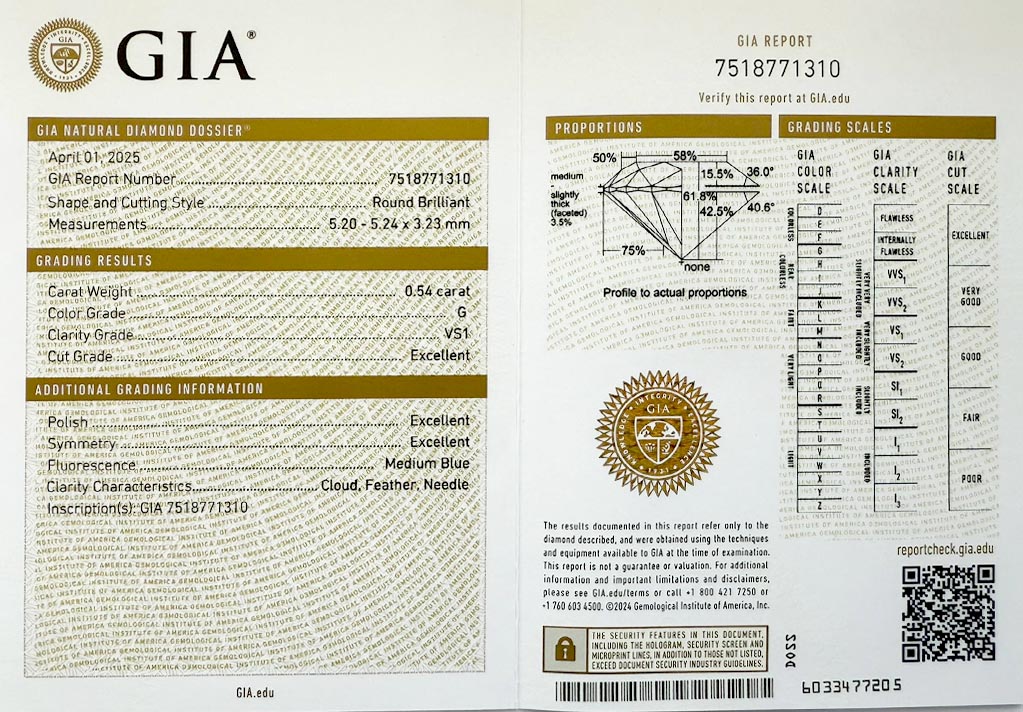 GIA®
GIA NATURAL DIAMOND DOSSIER®
April 01, 2025
GIA Report Number 7518771310
Shape and Cutting Style Round Brilliant
Measurements 5.20 - 5.24 x 3.23 mm
GRADING RESULTS
Carat Weight 0.54 carat
Color Grade G
Clarity Grade VS1
Cut Grade Excellent
ADDITIONAL GRADING INFORMATION
Polish Excellent
Symmetry Excellent
Fluorescence Medium Blue
Clarity Characteristics Cloud, Feather, Needle
Inscription(s): GIA 7518771310
GIA.edu
GIA REPORT
7518771310
Verify this report at GIA.edu
PROPORTIONS
50%
58%
15.5%
36.0°
medium
-
slightly
thick
(faceted)
3.5%
61.8%
42.5%
40.6°
75%
none
Profile to actual proportions
GIA
KNOWLEDGE INTEGRITY EXCELLENCE
1931
The results documented in this report refer only to the
diamond described, and were obtained using the techniques
and equipment available to GIA at the time of examination.
This report is not a guarantee or valuation. For additional
information and important limitations and disclaimers,
please see GIA.edu/terms or call +1 800 421 7250 or
+1 760 603 4500. ©2024 Gemological Institute of America, Inc.
THE SECURITY FEATURES IN THIS DOCUMENT,
INCLUDING THE HOLOGRAM, SECURITY SCREEN AND
MICROPRINT LINES, IN ADDITION TO THOSE NOT LISTED,
EXCEED DOCUMENT SECURITY INDUSTRY GUIDELINES.
GRADING SCALES
GIA
COLOR
SCALE
COLORLESS
D
E
F
NEAR COLORLESS
G
H
I
J
FAINT
K
L
M
VERY LIGHT
N
O
P
Q
R
LIGHT
S
T
U
V
W
X
Y
Z
GIA
CLARITY
SCALE
FLAWLESS
INTERNALLY
FLAWLESS
VERY VERY SLIGHTLY INCLUDED
VVS1
VVS2
VERY SLIGHTLY INCLUDED
VS1
VS2
SLIGHTLY INCLUDED
SI1
SI2
INCLUDED
I1
I2
I3
GIA
CUT
SCALE
EXCELLENT
VERY
GOOD
GOOD
FAIR
POOR
reportcheck.gia.edu
D022
6033477205